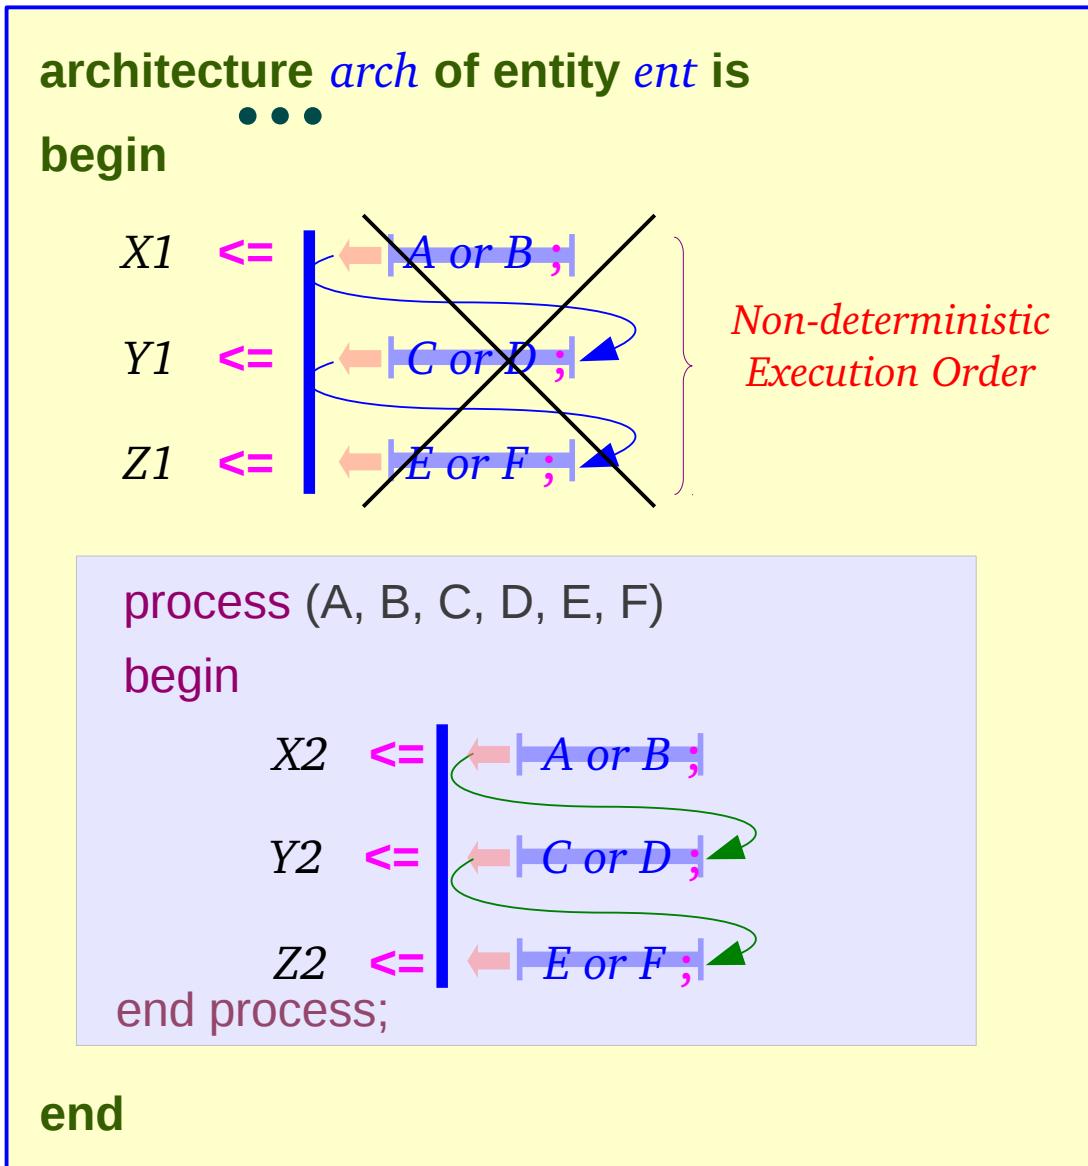 architecture arch of entity ent is
• • •
begin
X1 <= A or B ;
Y1 <= C or D ;
Z1 <= E or F ;
Non-deterministic
Execution Order
process (A, B, C, D, E, F)
begin
X2 <= A or B ;
Y2 <= C or D ;
Z2 <= E or F ;
end process;
end